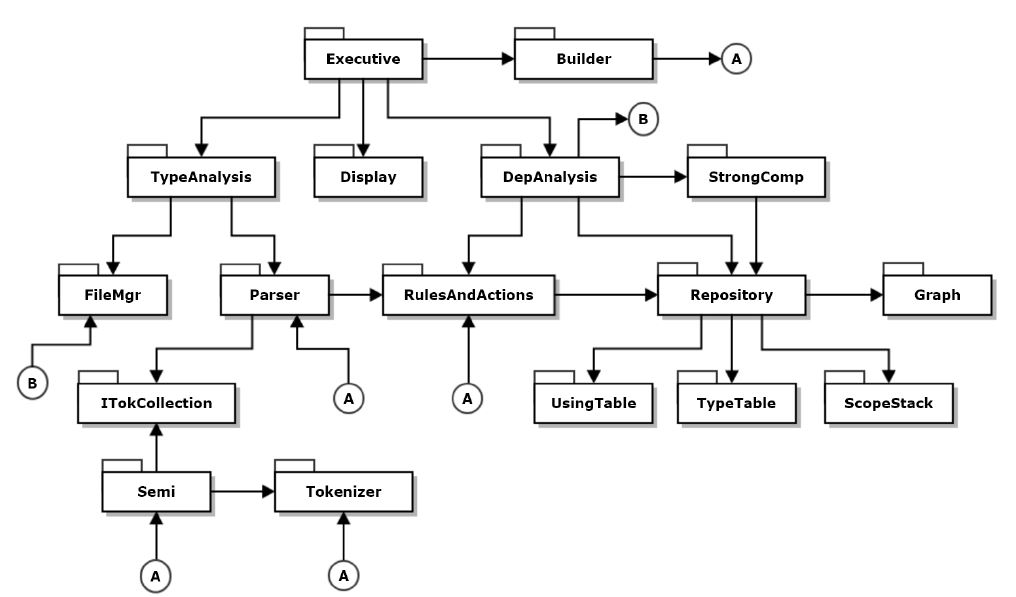 Executive
Builder
A
B
TypeAnalysis
Display
DepAnalysis
StrongComp
FileMgr
Parser
RulesAndActions
Repository
Graph
B
ITokCollection
A
A
UsingTable
TypeTable
ScopeStack
Semi
Tokenizer
A
A